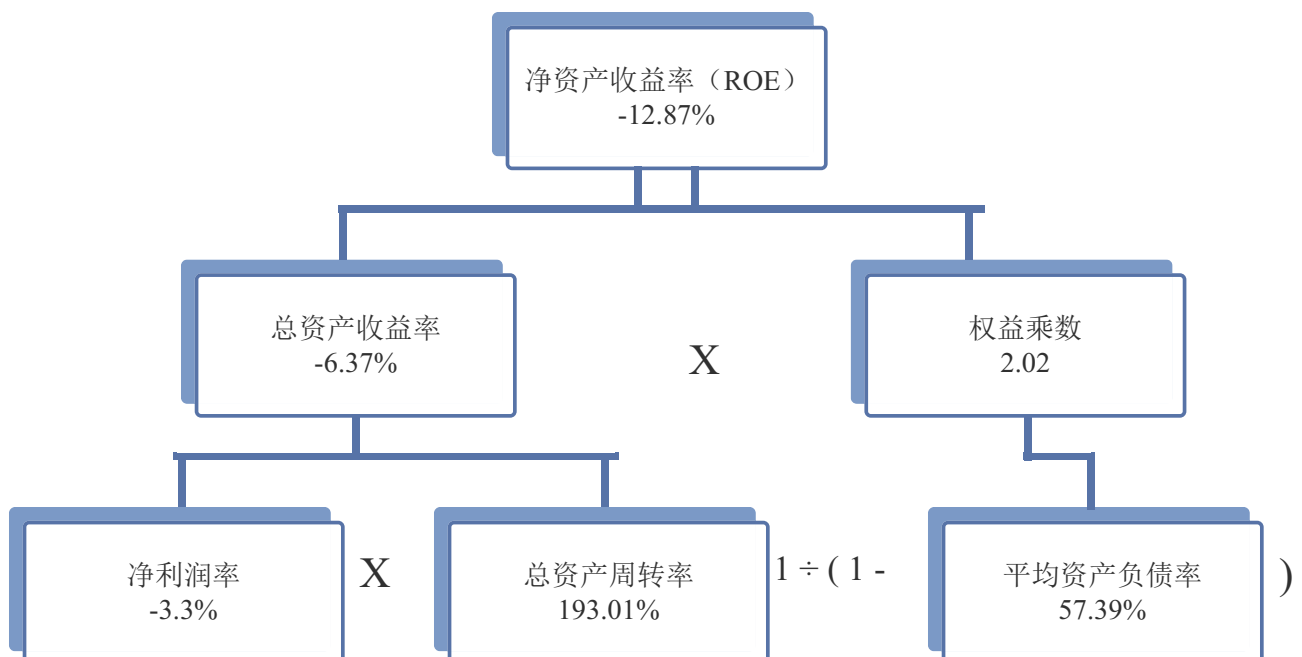 净资产收益率（ROE）
-12.87%
总资产收益率
-6.37%
X
权益乘数
2.02
净利润率
-3.3%
X
总资产周转率
193.01%
1 ÷ ( 1 -
平均资产负债率
57.39%
)